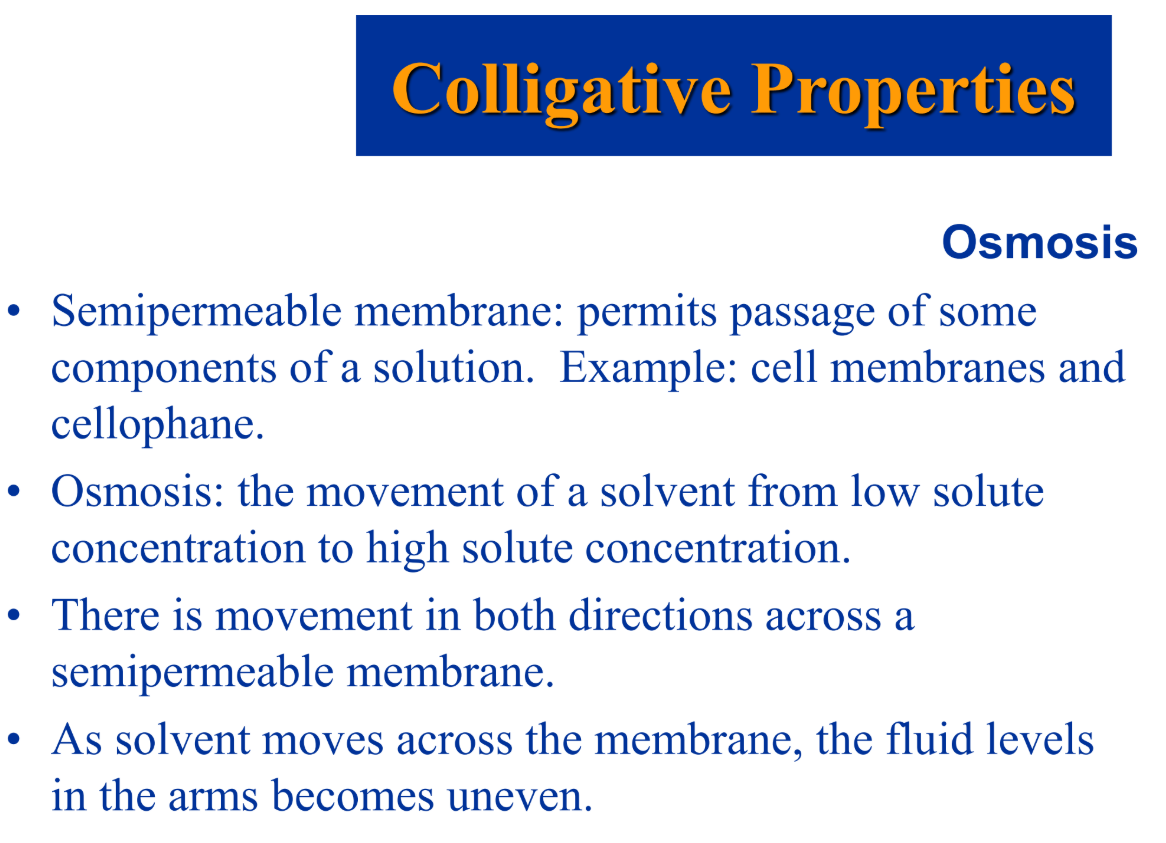 Colligative Properties
Osmosis
• Semipermeable membrane: permits passage of some
components of a solution.  Example: cell membranes and
cellophane.
• Osmosis: the movement of a solvent from low solute
concentration to high solute concentration.
• There is movement in both directions across a
semipermeable membrane.
• As solvent moves across the membrane, the fluid levels
in the arms becomes uneven.